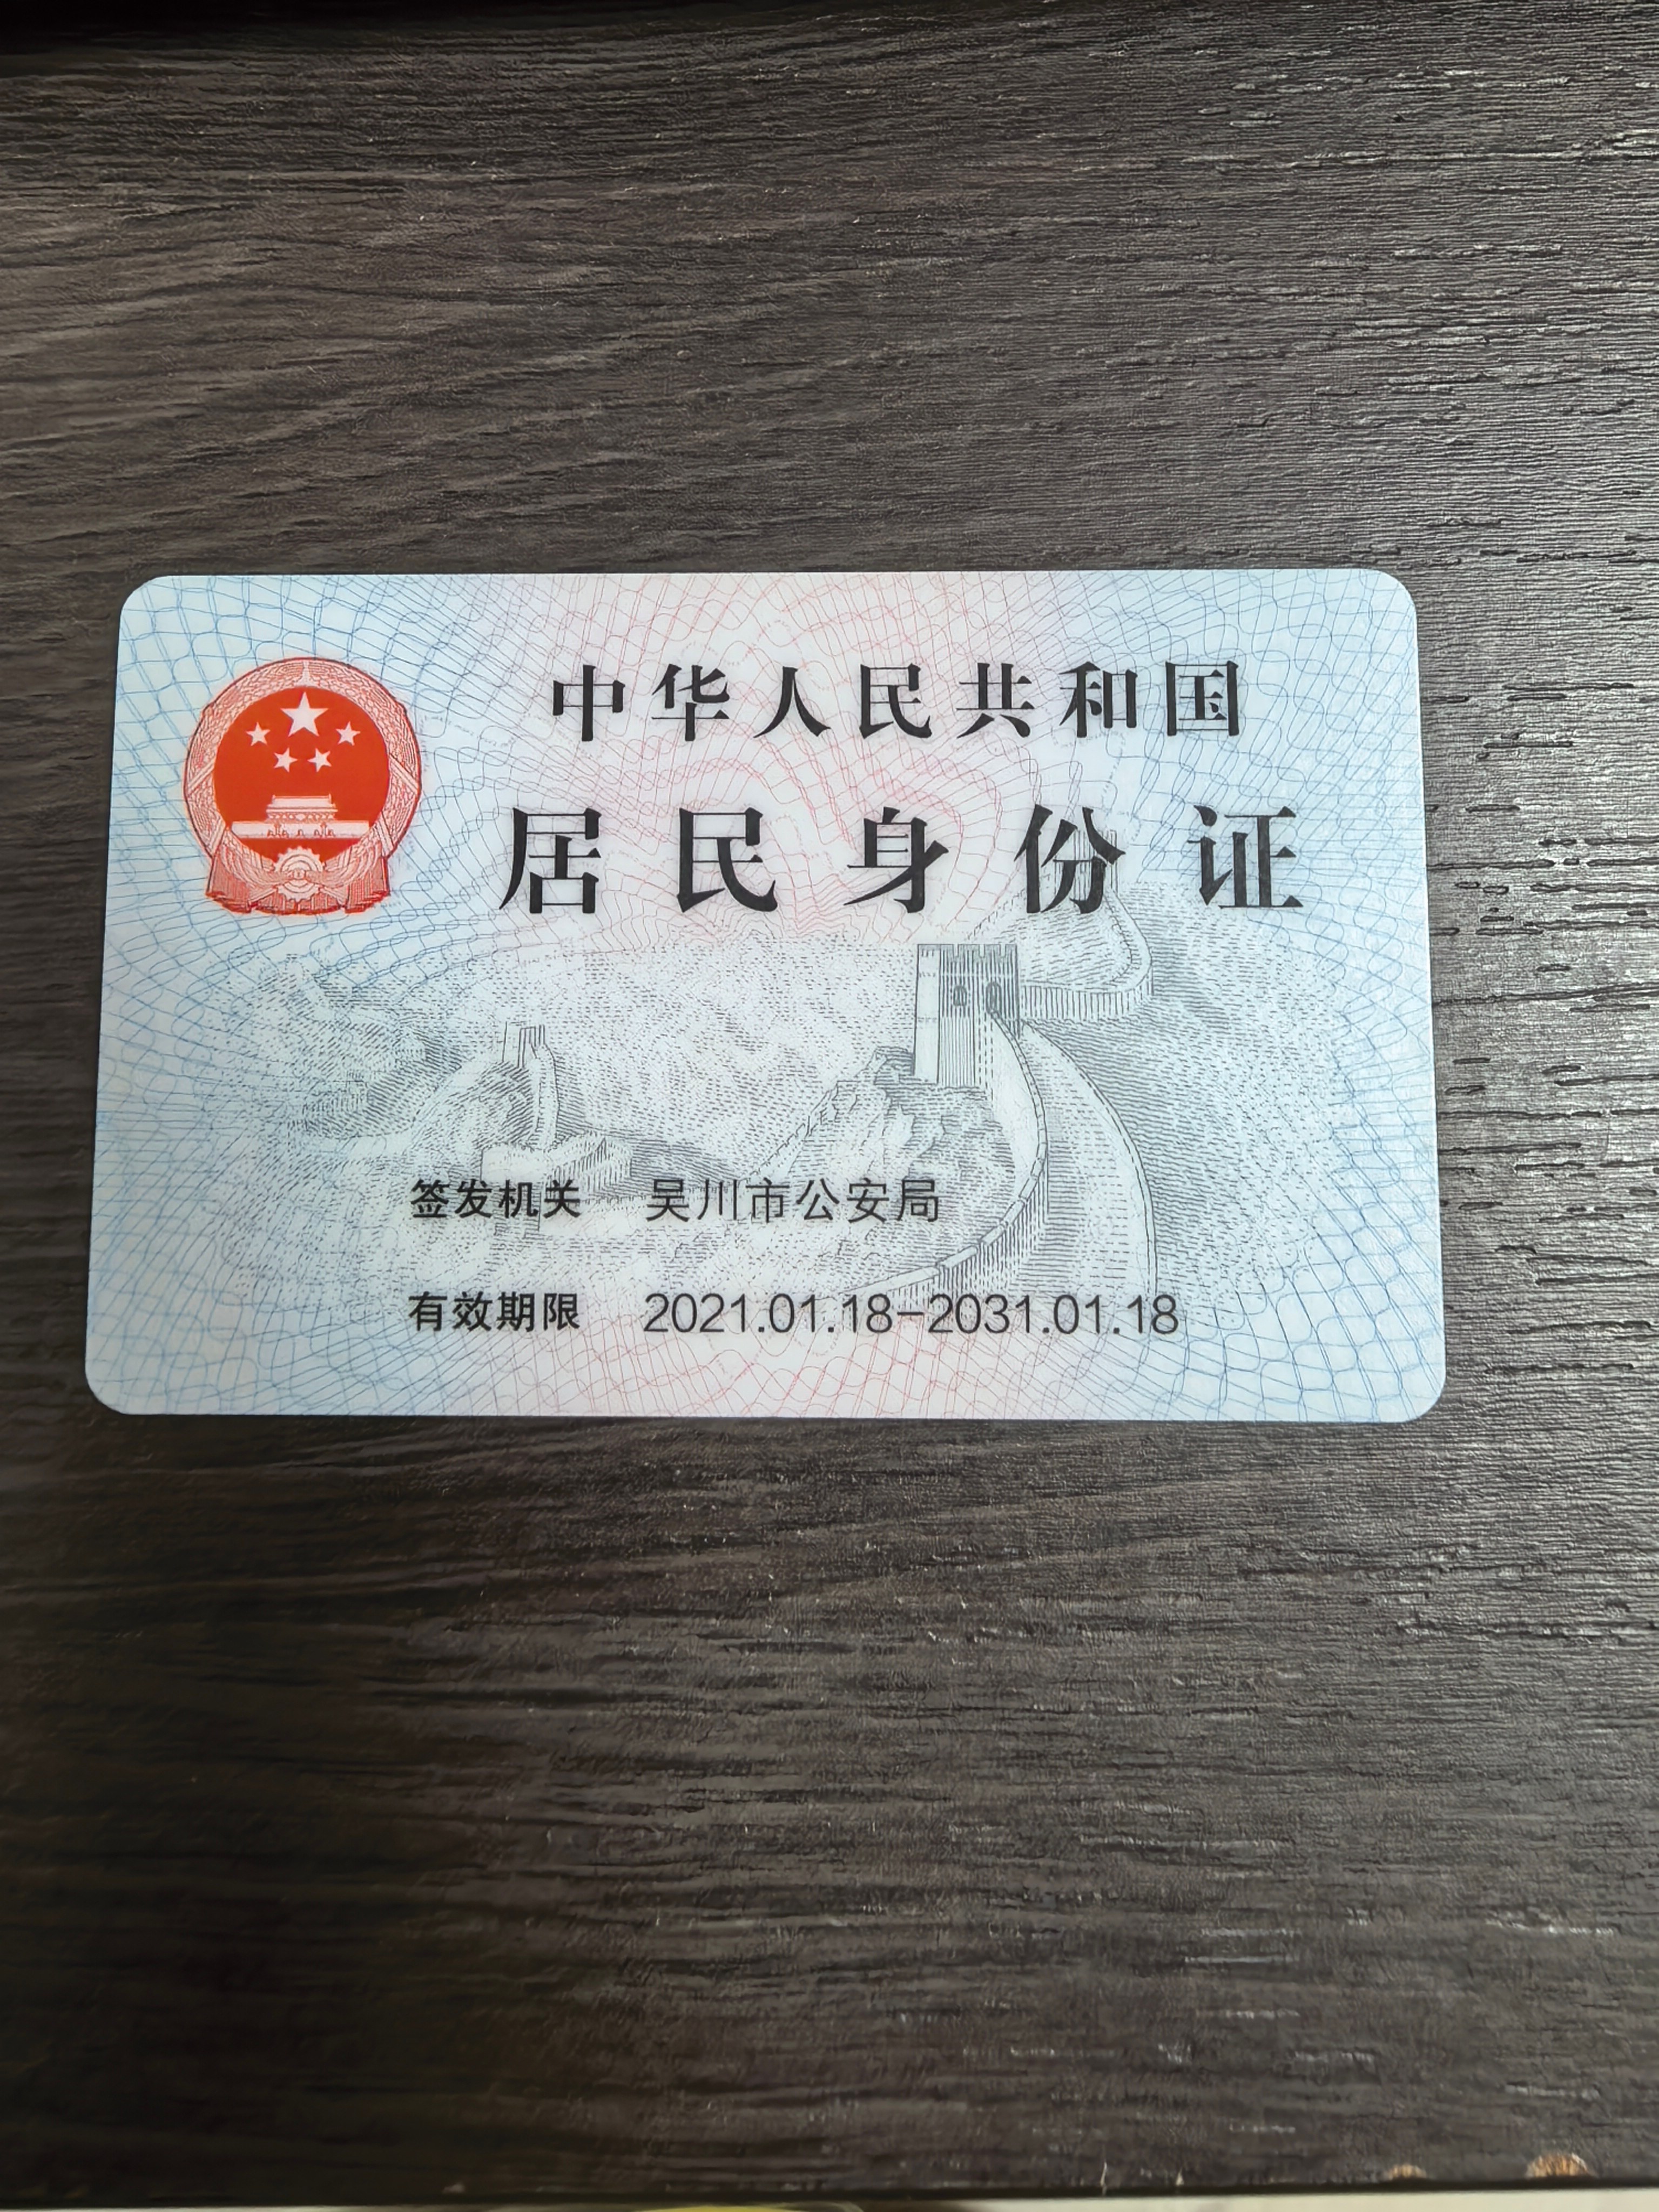 中华人民共和国
居民身份证
签发机关 吴川市公安局
有效期限 2021.01.18-2031.01.18